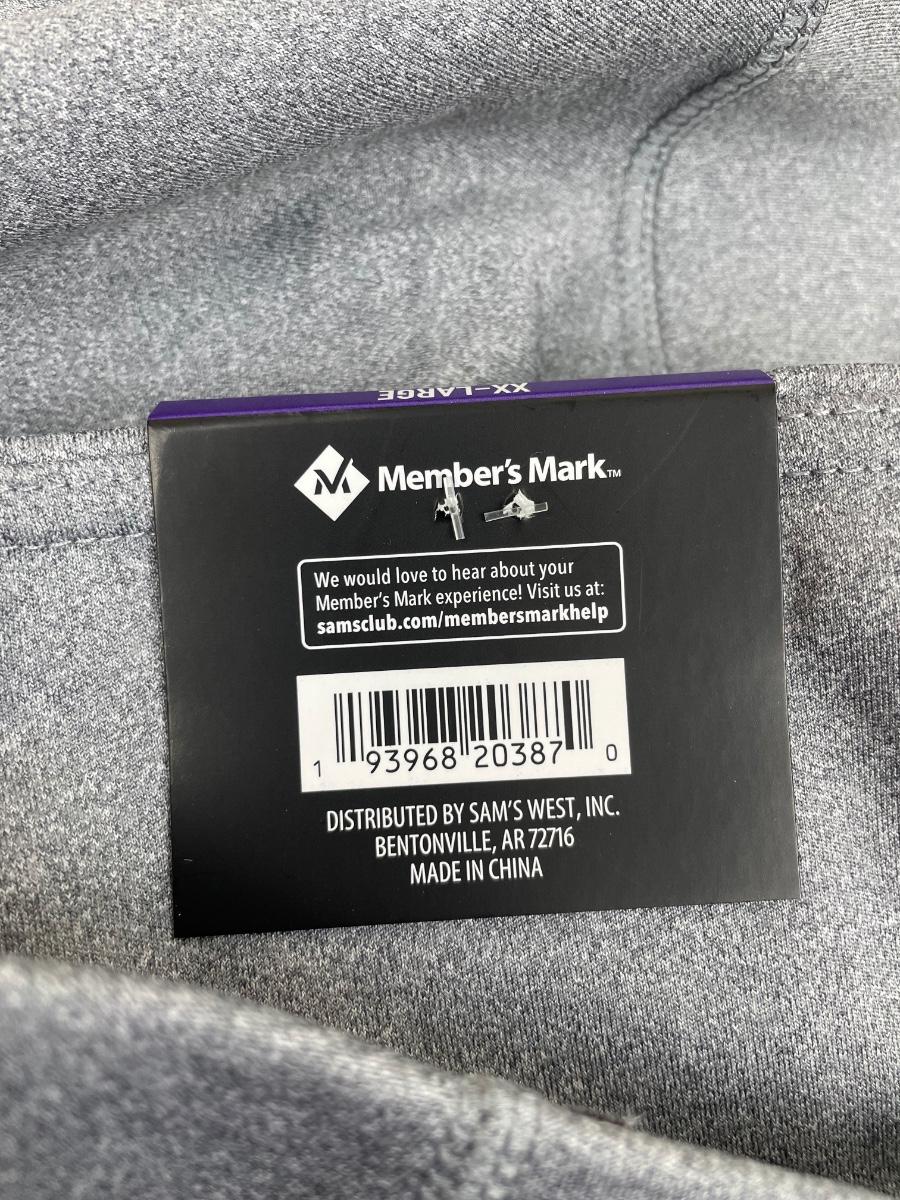 XX-LARGE
Member's Mark™
We would love to hear about your
Member's Mark experience! Visit us at:
samsclub.com/membersmarkhelp
1 93968 20387 0
DISTRIBUTED BY SAM'S WEST, INC.
BENTONVILLE, AR 72716
MADE IN CHINA